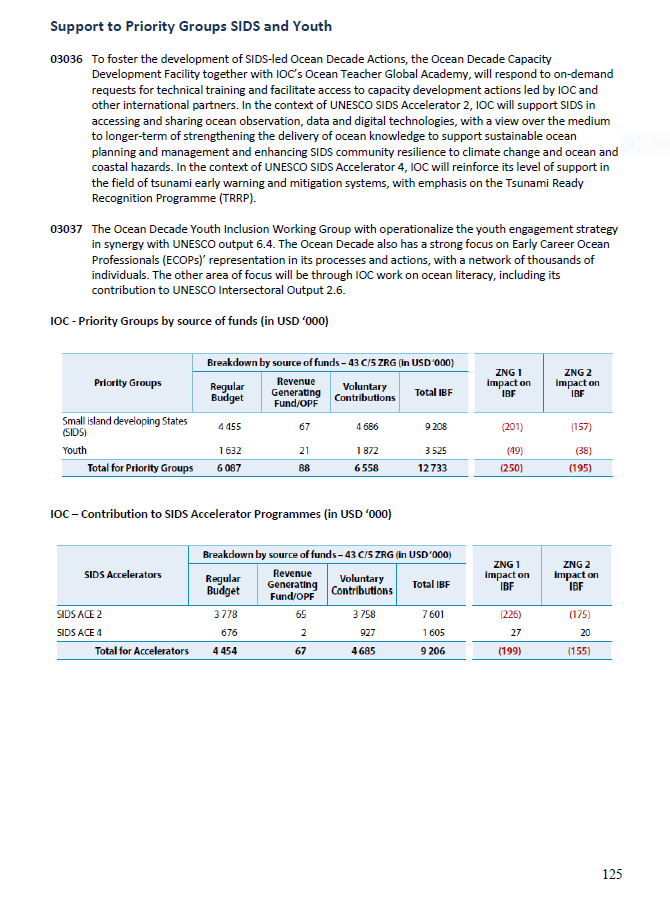 Support to Priority Groups SIDS and Youth
03036 To foster the development of SIDS-led Ocean Decade Actions, the Ocean Decade Capacity
Development Facility together with IOC's Ocean Teacher Global Academy, will respond to on-demand
requests for technical training and facilitate access to capacity development actions led by IOC and
other international partners. In the context of UNESCO SIDS Accelerator 2, IOC will support SIDS in
accessing and sharing ocean observation, data and digital technologies, with a view over the medium
to longer-term of strengthening the delivery of ocean knowledge to support sustainable ocean
planning and management and enhancing SIDS community resilience to climate change and ocean and
coastal hazards. In the context of UNESCO SIDS Accelerator 4, IOC will reinforce its level of support in
the field of tsunami early warning and mitigation systems, with emphasis on the Tsunami Ready
Recognition Programme (TRRP).
03037 The Ocean Decade Youth Inclusion Working Group with operationalize the youth engagement strategy
in synergy with UNESCO output 6.4. The Ocean Decade also has a strong focus on Early Career Ocean
Professionals (ECOPs)' representation in its processes and actions, with a network of thousands of
individuals. The other area of focus will be through IOC work on ocean literacy, including its
contribution to UNESCO Intersectoral Output 2.6.
IOC - Priority Groups by source of funds (in USD '000)
Priority Groups
Breakdown by source of funds – 43 C/5 ZRG (in USD '000)
Regular
Budget
Revenue
Generating
Fund/OPF
Voluntary
Contributions
Total IBF
ZNG 1
impact on
IBF
ZNG 2
impact on
IBF
Small island developing States
(SIDS)
4 455 67 4 686 9 208 (201) (157)
Youth 1 632 21 1 872 3 525 (49) (38)
Total for Priority Groups 6 087 88 6 558 12 733 (250) (195)
IOC – Contribution to SIDS Accelerator Programmes (in USD '000)
SIDS Accelerators
Breakdown by source of funds – 43 C/5 ZRG (in USD '000)
Regular
Budget
Revenue
Generating
Fund/OPF
Voluntary
Contributions
Total IBF
ZNG 1
impact on
IBF
ZNG 2
impact on
IBF
SIDS ACE 2 3 778 65 3 758 7 601 (226) (175)
SIDS ACE 4 676 2 927 1 605 27 20
Total for Accelerators 4 454 67 4 685 9 206 (199) (155)
125